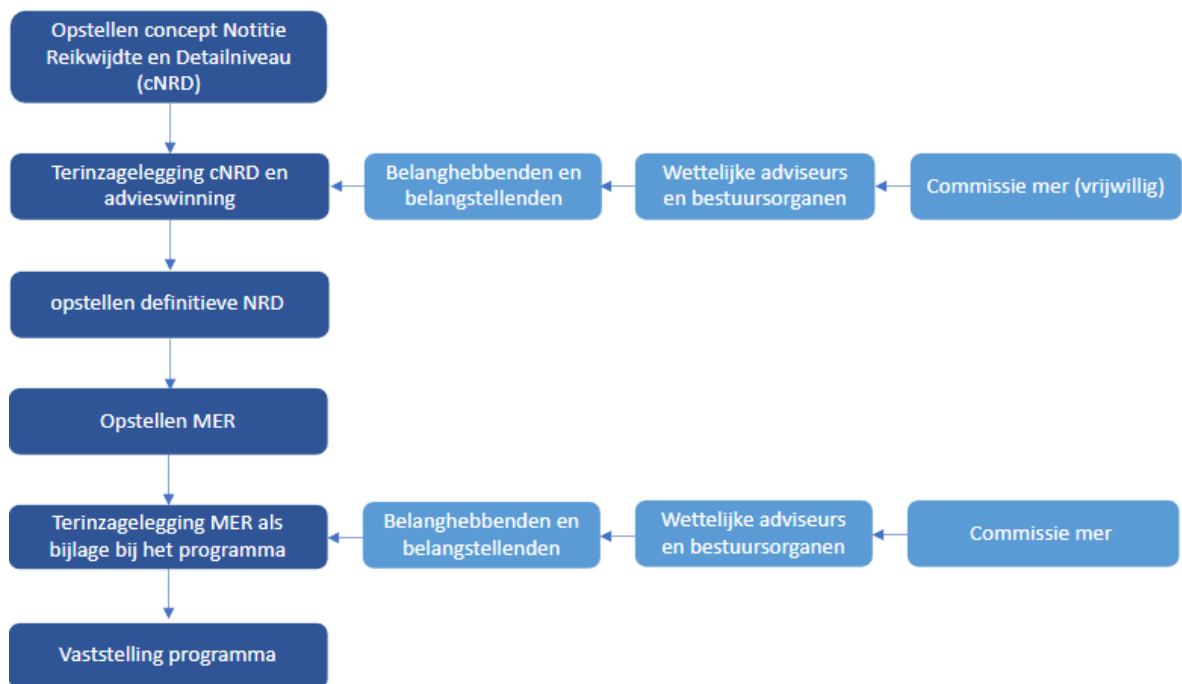 Opstellen concept Notitie
Reikwijdte en Detailniveau
(cNRD)
Terinzagelegging cNRD en
advieswinning
Belanghebbenden en
belangstellenden
Wettelijke adviseurs
en bestuursorganen
Commissie mer (vrijwillig)
opstellen definitieve NRD
Opstellen MER
Terinzagelegging MER als
bijlage bij het programma
Belanghebbenden en
belangstellenden
Wettelijke adviseurs
en bestuursorganen
Commissie mer
Vaststelling programma